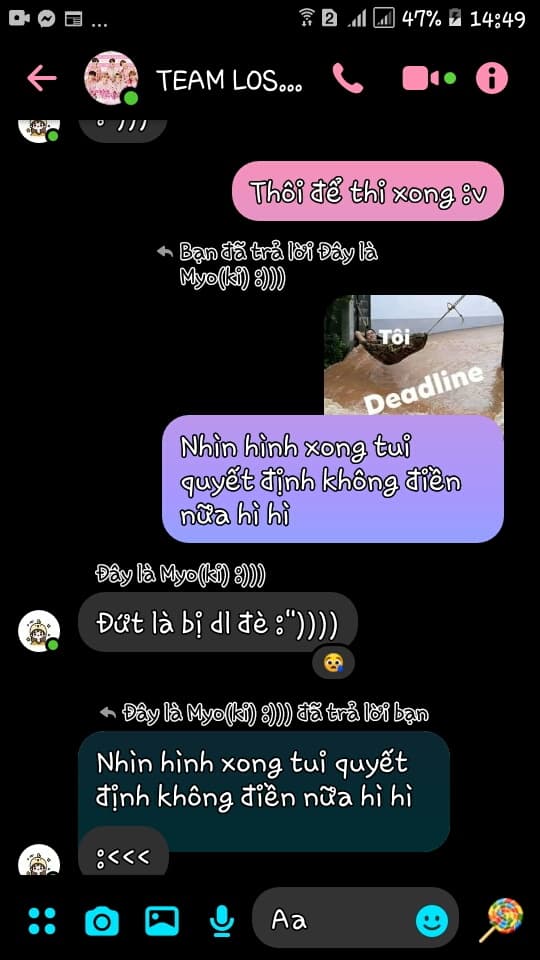 ... 47% 14:49
TEAM LOS...
:")))
Thôi để thi xong :v
Bạn đã trả lời Đây là
Myo(ki) :))))
Tôi
Deadline
Nhìn hình xong tui
quyết định không điền
nữa hì hì
Đây là Myo(ki) :))))
Đứt là bị dl đè :"))))
Đây là Myo(ki) :)))) đã trả lời bạn
Nhìn hình xong tui quyết
định không điền nữa hì hì
:<<<
Aa